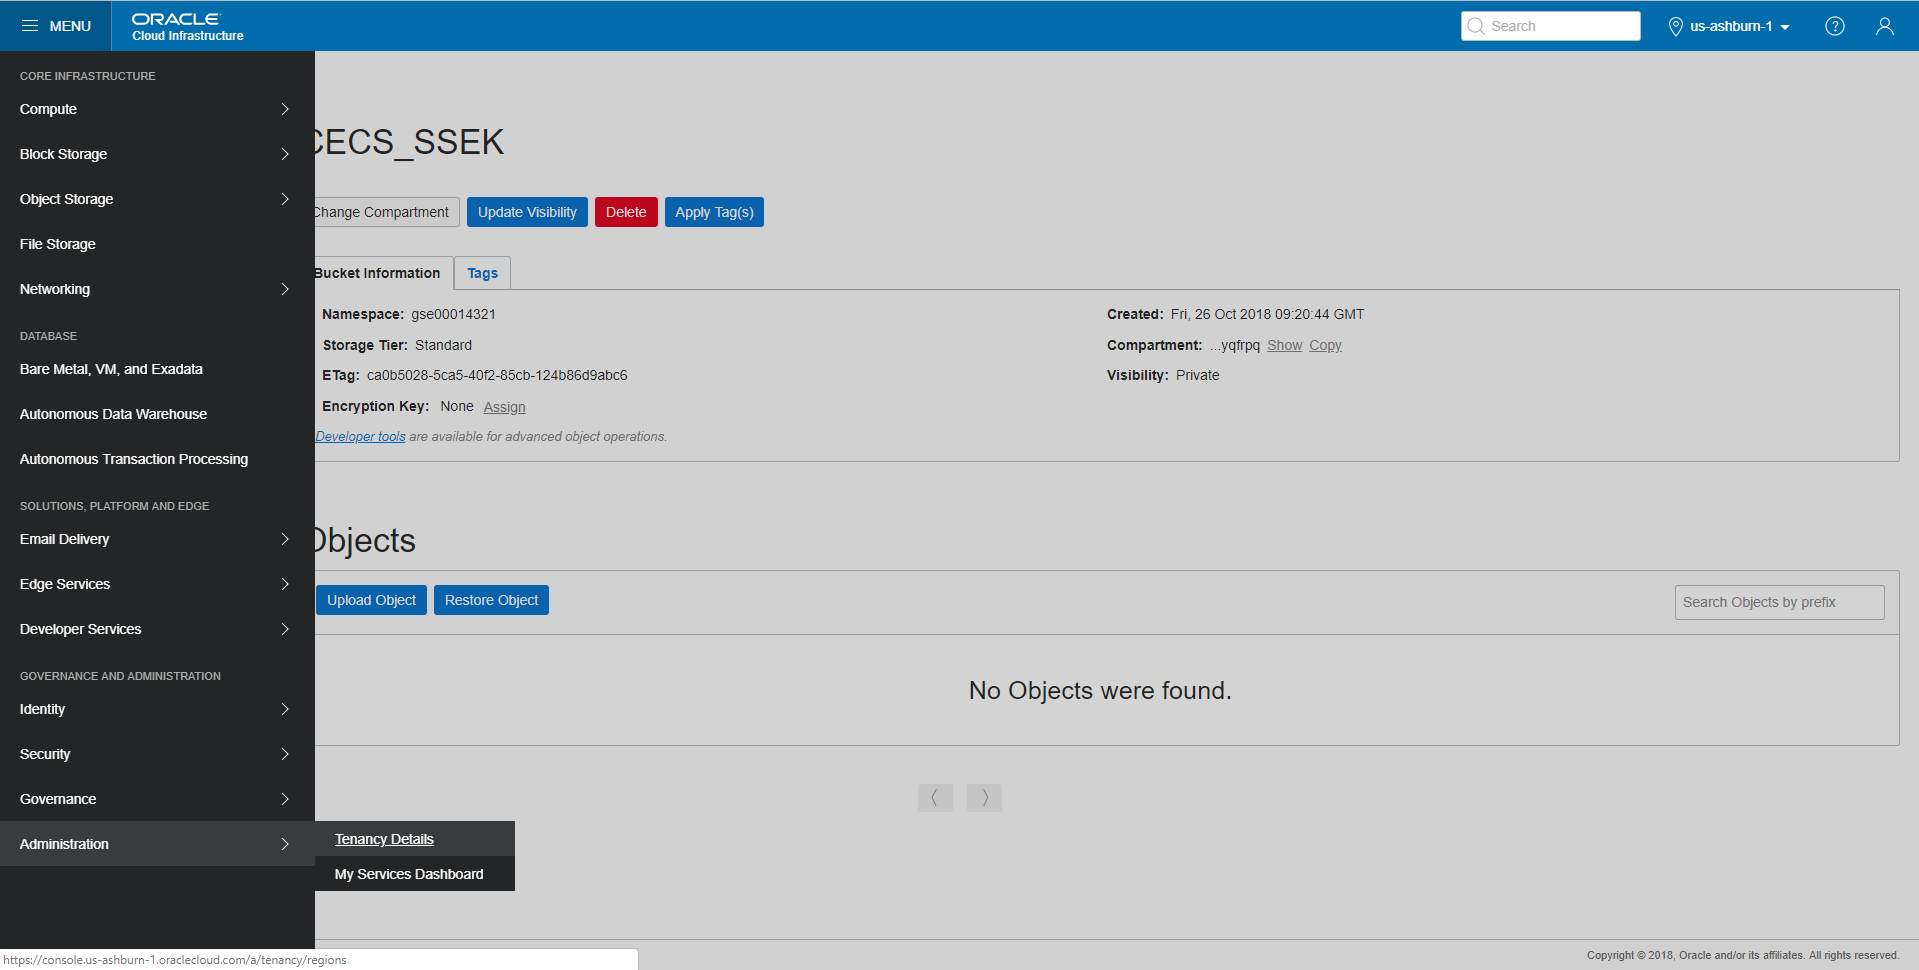 MENU
ORACLE
Cloud Infrastructure
Search
us-ashburn-1
?
CORE INFRASTRUCTURE
Compute
Block Storage
Object Storage
File Storage
Networking
DATABASE
Bare Metal, VM, and Exadata
Autonomous Data Warehouse
Autonomous Transaction Processing
SOLUTIONS, PLATFORM AND EDGE
Email Delivery
Edge Services
Developer Services
GOVERNANCE AND ADMINISTRATION
Identity
Security
Governance
Administration
Tenancy Details
My Services Dashboard
CECS_SSEK
Change Compartment
Update Visibility
Delete
Apply Tag(s)
Bucket Information
Tags
Namespace: gse00014321
Storage Tier: Standard
ETag: ca0b5028-5ca5-40f2-85cb-124b86d9abc6
Encryption Key: None Assign
Developer tools are available for advanced object operations.
Created: Fri, 26 Oct 2018 09:20:44 GMT
Compartment: ...yqfrpq Show Copy
Visibility: Private
Objects
Upload Object
Restore Object
Search Objects by prefix
No Objects were found.
https://console.us-ashburn-1.oraclecloud.com/a/tenancy/regions
Copyright © 2018, Oracle and/or its affiliates. All rights reserved.